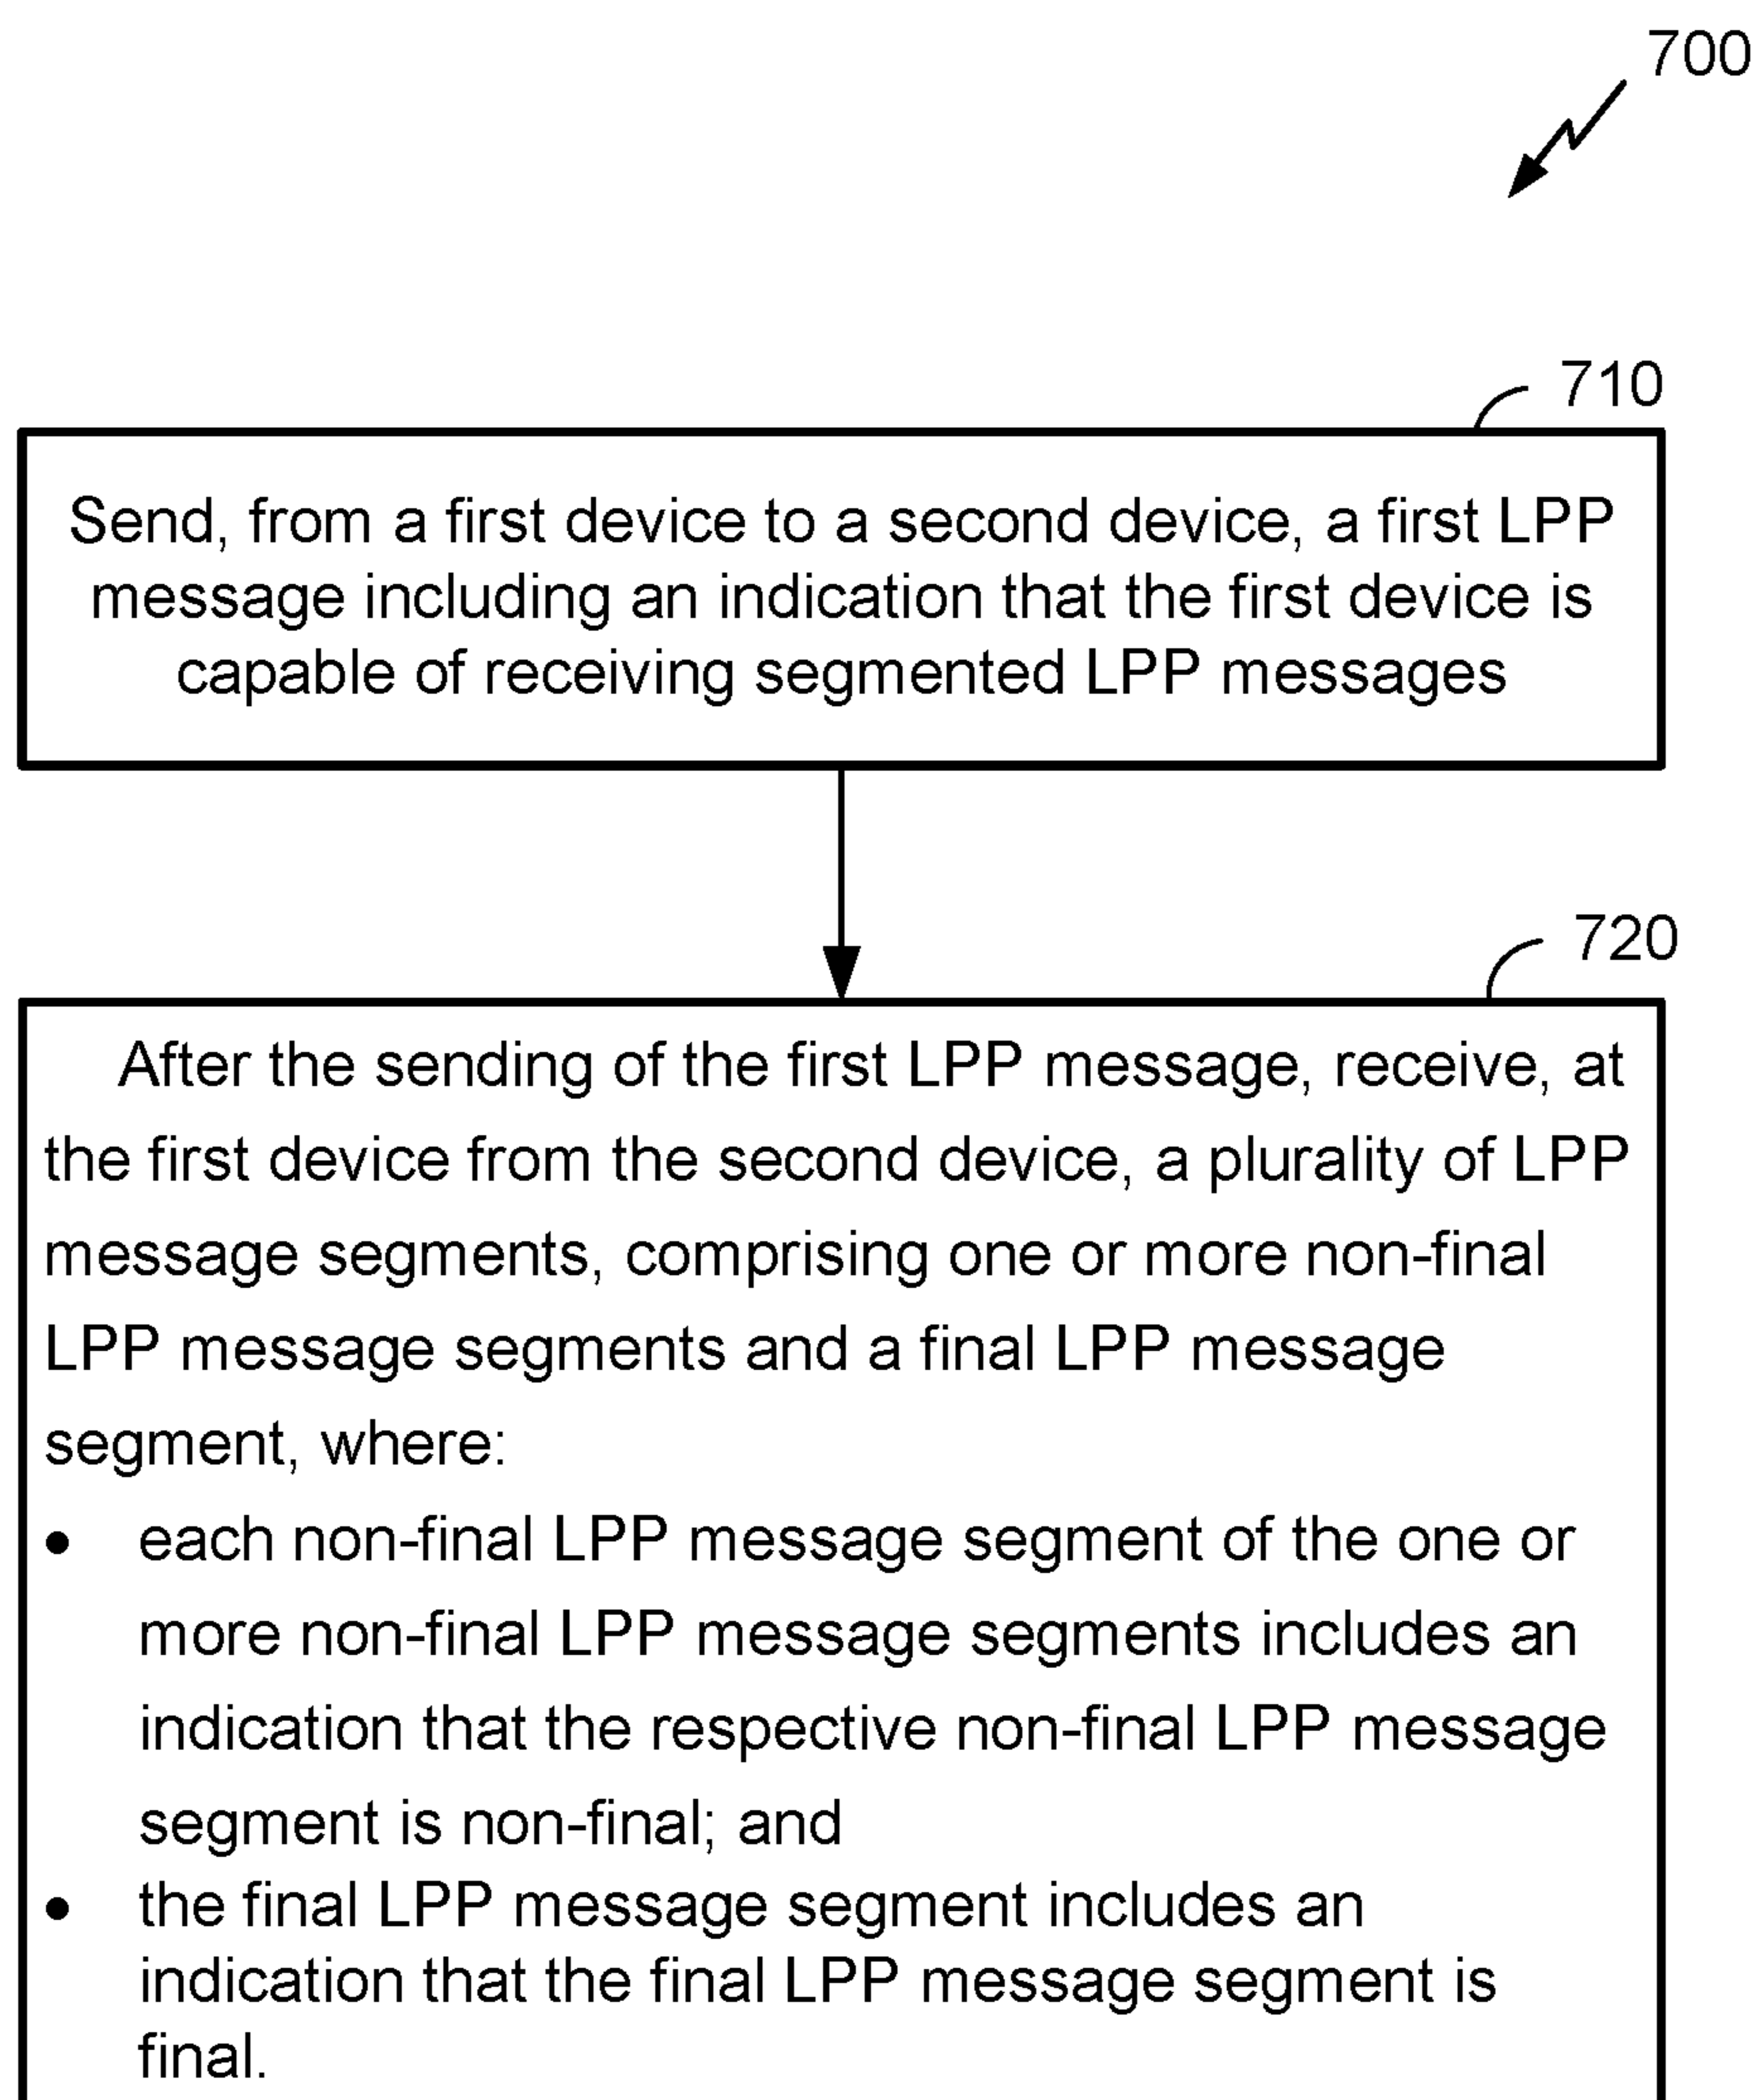 700
710
Send, from a first device to a second device, a first LPP
message including an indication that the first device is
capable of receiving segmented LPP messages
720
After the sending of the first LPP message, receive, at
the first device from the second device, a plurality of LPP
message segments, comprising one or more non-final
LPP message segments and a final LPP message
segment, where:
• each non-final LPP message segment of the one or
more non-final LPP message segments includes an
indication that the respective non-final LPP message
segment is non-final; and
• the final LPP message segment includes an
indication that the final LPP message segment is
final.